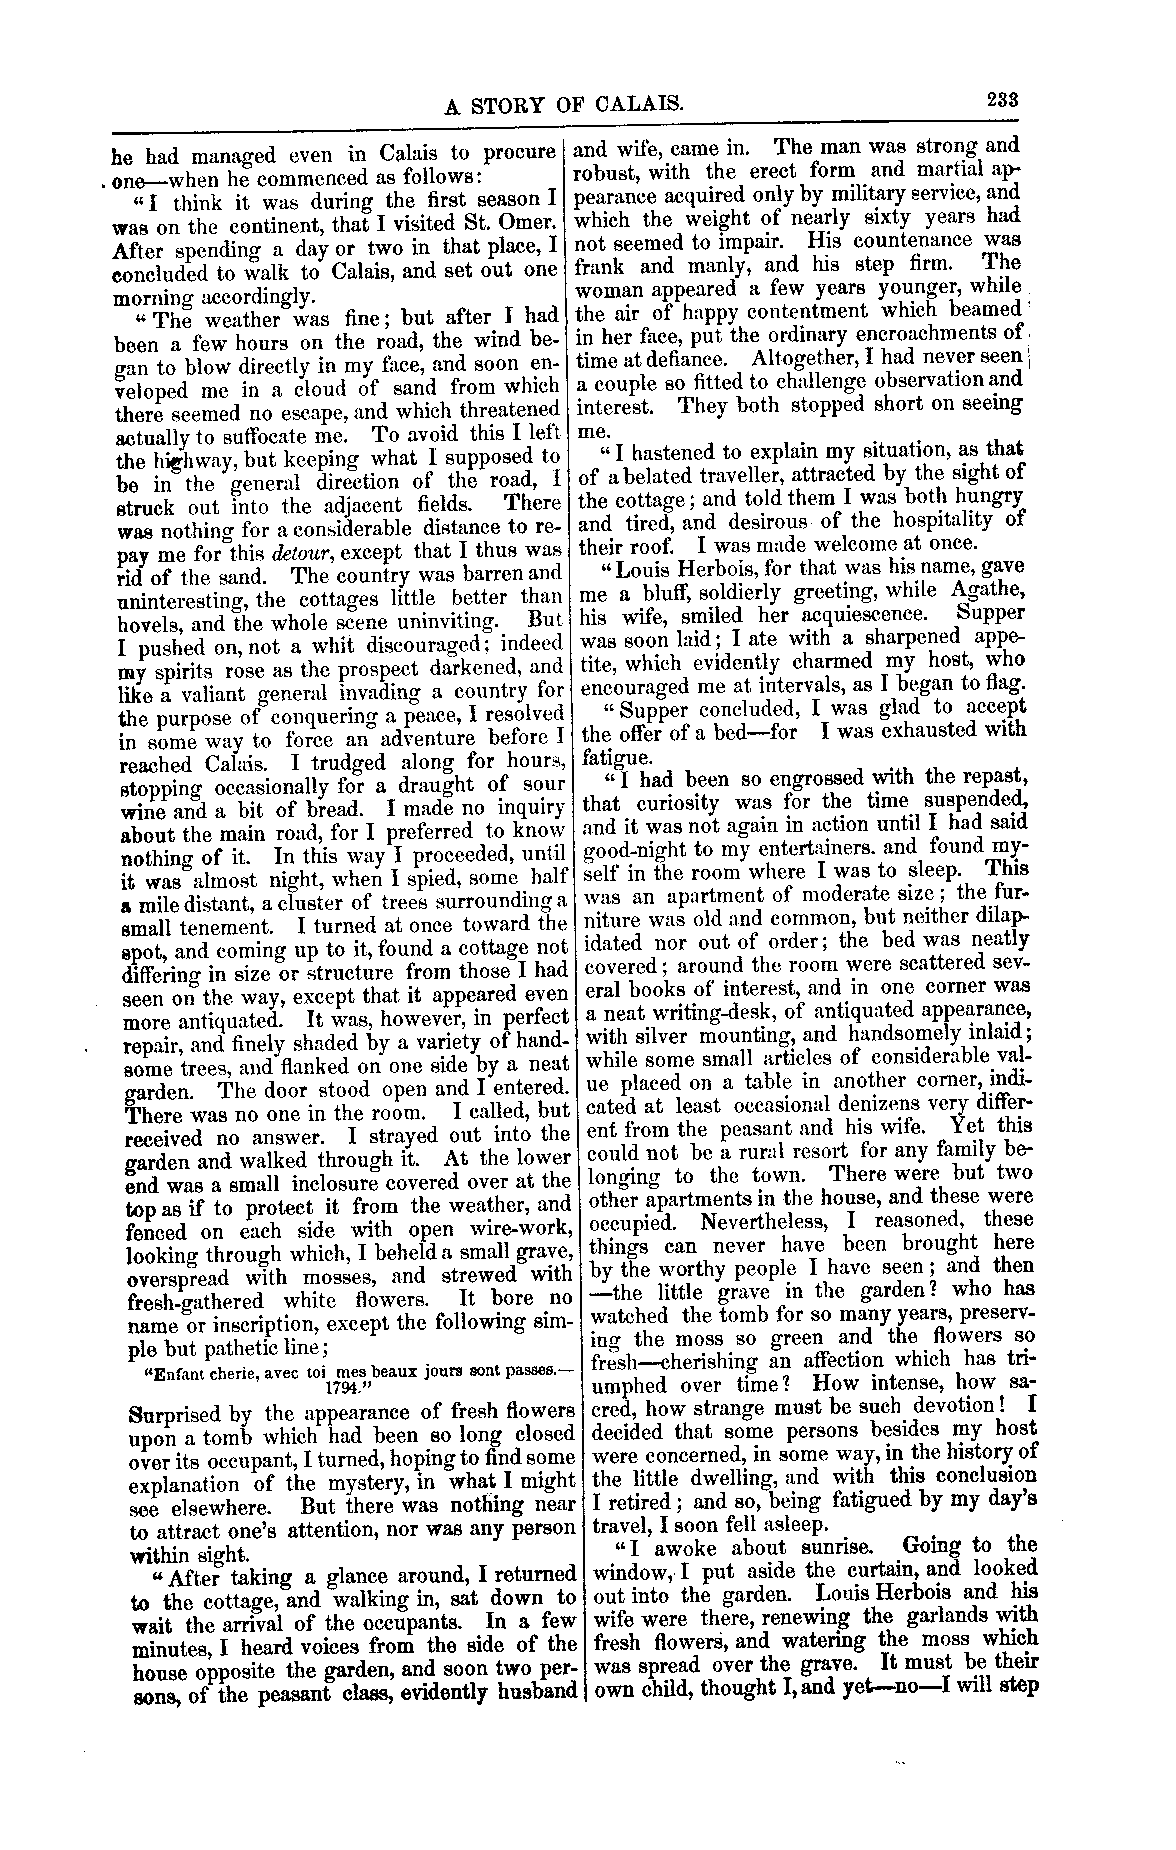 A STORY OF CALAIS.
233
he had managed even in Calais to procure
one—when he commenced as follows:
"I think it was during the first season I
was on the continent, that I visited St. Omer.
After spending a day or two in that place, I
concluded to walk to Calais, and set out one
morning accordingly.
"The weather was fine; but after I had
been a few hours on the road, the wind be-
gan to blow directly in my face, and soon en-
veloped me in a cloud of sand from which
there seemed no escape, and which threatened
actually to suffocate me. To avoid this I left
the highway, but keeping what I supposed to
be in the general direction of the road, I
struck out into the adjacent fields. There
was nothing for a considerable distance to re-
pay me for this detour, except that I thus was
rid of the sand. The country was barren and
uninteresting, the cottages little better than
hovels, and the whole scene uninviting. But
I pushed on, not a whit discouraged; indeed
my spirits rose as the prospect darkened, and
like a valiant general invading a country for
the purpose of conquering a peace, I resolved
in some way to force an adventure before I
reached Calais. I trudged along for hours,
stopping occasionally for a draught of sour
wine and a bit of bread. I made no inquiry
about the main road, for I preferred to know
nothing of it. In this way I proceeded, until
it was almost night, when I spied, some half
a mile distant, a cluster of trees surrounding a
small tenement. I turned at once toward the
spot, and coming up to it, found a cottage not
differing in size or structure from those I had
seen on the way, except that it appeared even
more antiquated. It was, however, in perfect
repair, and finely shaded by a variety of hand-
some trees, and flanked on one side by a neat
garden. The door stood open and I entered.
There was no one in the room. I called, but
received no answer. I strayed out into the
garden and walked through it. At the lower
end was a small inclosure covered over at the
top as if to protect it from the weather, and
fenced on each side with open wire-work,
looking through which, I beheld a small grave,
overspread with mosses, and strewed with
fresh-gathered white flowers. It bore no
name or inscription, except the following sim-
ple but pathetic line;
"Enfant cherie, avec toi mes beaux jours sont passes.—
1794."
Surprised by the appearance of fresh flowers
upon a tomb which had been so long closed
over its occupant, I turned, hoping to find some
explanation of the mystery, in what I might
see elsewhere. But there was nothing near
to attract one's attention, nor was any person
within sight.
"After taking a glance around, I returned
to the cottage, and walking in, sat down to
wait the arrival of the occupants. In a few
minutes, I heard voices from the side of the
house opposite the garden, and soon two per-
sons, of the peasant class, evidently husband
and wife, came in. The man was strong and
robust, with the erect form and martial ap-
pearance acquired only by military service, and
which the weight of nearly sixty years had
not seemed to impair. His countenance was
frank and manly, and his step firm. The
woman appeared a few years younger, while
the air of happy contentment which beamed
in her face, put the ordinary encroachments of
time at defiance. Altogether, I had never seen
a couple so fitted to challenge observation and
interest. They both stopped short on seeing
me.
"I hastened to explain my situation, as that
of a belated traveller, attracted by the sight of
the cottage; and told them I was both hungry
and tired, and desirous of the hospitality of
their roof. I was made welcome at once.
"Louis Herbois, for that was his name, gave
me a bluff, soldierly greeting, while Agathe,
his wife, smiled her acquiescence. Supper
was soon laid; I ate with a sharpened appe-
tite, which evidently charmed my host, who
encouraged me at intervals, as I began to flag.
"Supper concluded, I was glad to accept
the offer of a bed—for I was exhausted with
fatigue.
"I had been so engrossed with the repast,
that curiosity was for the time suspended,
and it was not again in action until I had said
good-night to my entertainers. and found my-
self in the room where I was to sleep. This
was an apartment of moderate size; the fur-
niture was old and common, but neither dilap-
idated nor out of order; the bed was neatly
covered; around the room were scattered sev-
eral books of interest, and in one corner was
a neat writing-desk, of antiquated appearance,
with silver mounting, and handsomely inlaid;
while some small articles of considerable val-
ue placed on a table in another corner, indi-
cated at least occasional denizens very differ-
ent from the peasant and his wife. Yet this
could not be a rural resort for any family be-
longing to the town. There were but two
other apartments in the house, and these were
occupied. Nevertheless, I reasoned, these
things can never have been brought here
by the worthy people I have seen; and then
—the little grave in the garden? who has
watched the tomb for so many years, preserv-
ing the moss so green and the flowers so
fresh—cherishing an affection which has tri-
umphed over time? How intense, how sa-
cred, how strange must be such devotion! I
decided that some persons besides my host
were concerned, in some way, in the history of
the little dwelling, and with this conclusion
I retired; and so, being fatigued by my day's
travel, I soon fell asleep.
"I awoke about sunrise. Going to the
window, I put aside the curtain, and looked
out into the garden. Louis Herbois and his
wife were there, renewing the garlands with
fresh flowers, and watering the moss which
was spread over the grave. It must be their
own child, thought I, and yet—no—I will step